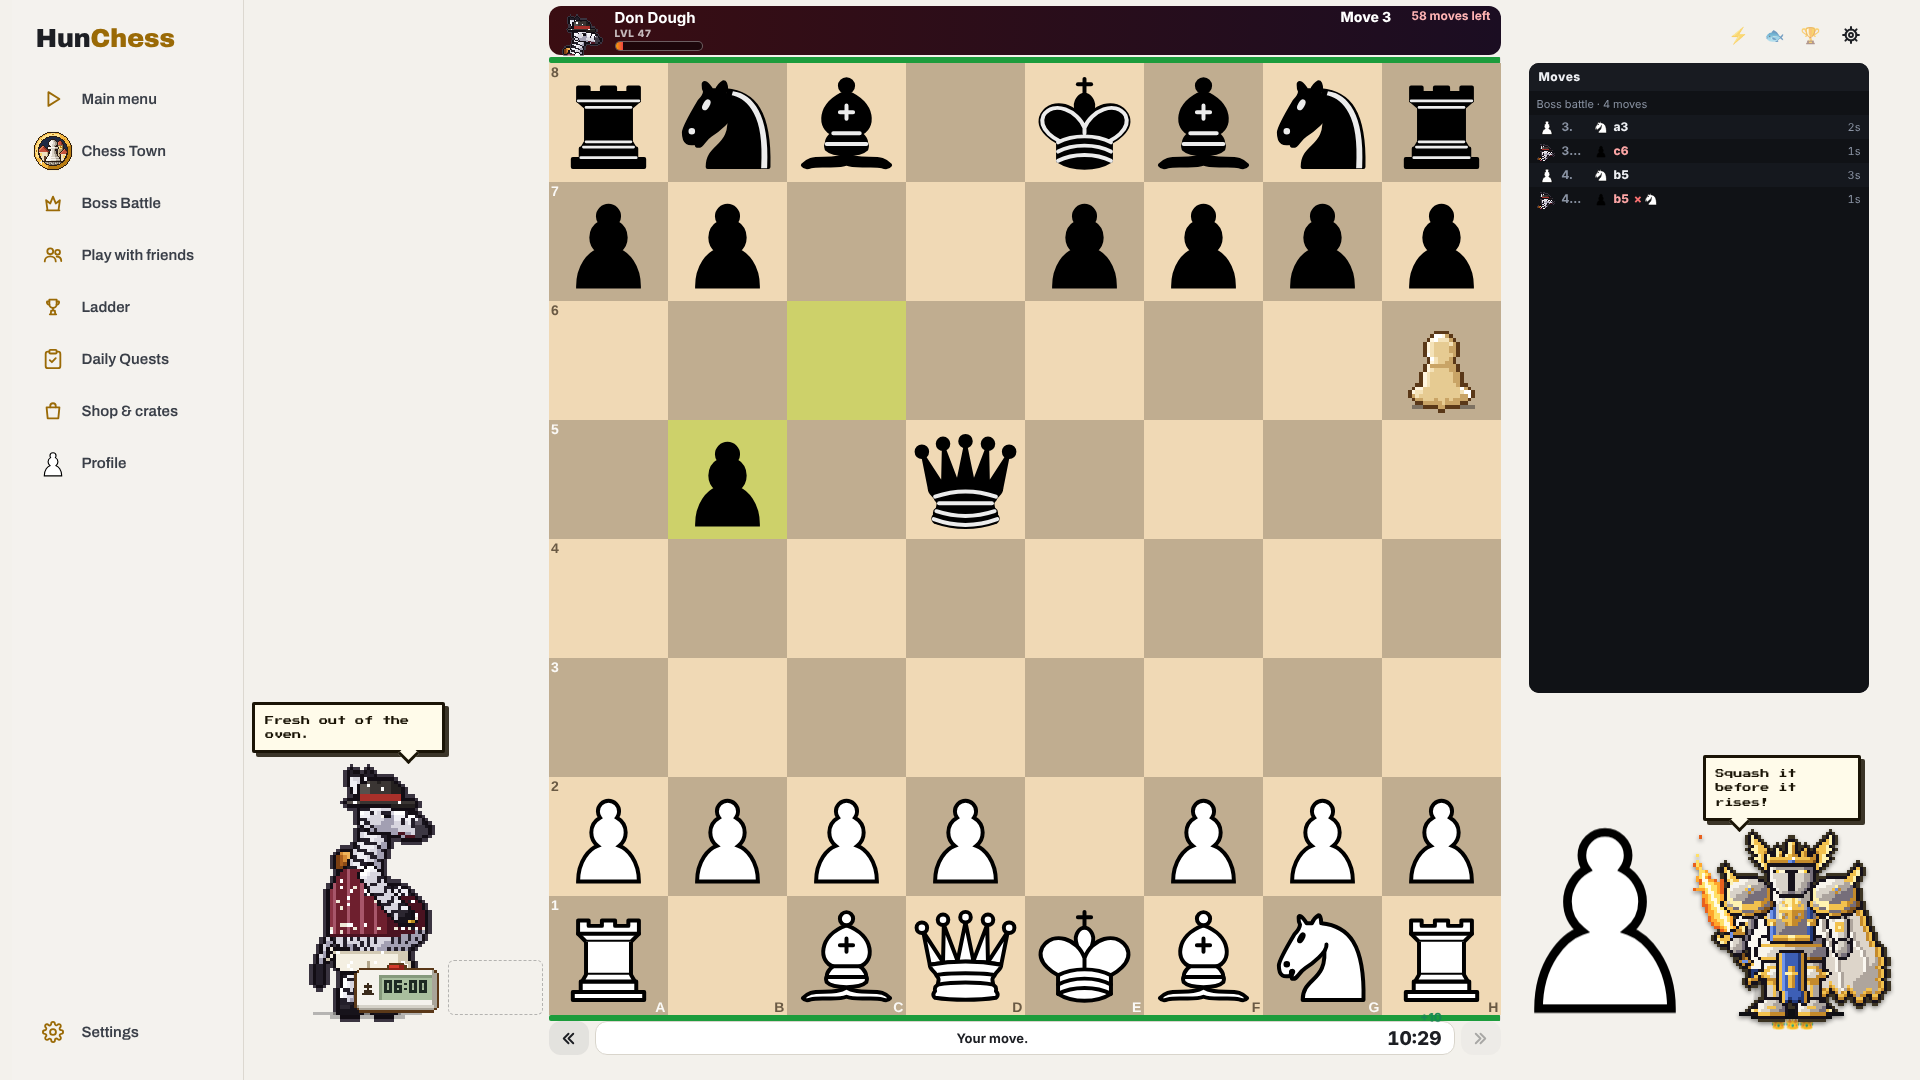 HunChess
Main menu
Chess Town
Boss Battle
Play with friends
Ladder
Daily Quests
Shop & crates
Profile
Settings
Fresh out of the
oven.
06:00
Don Dough
LVL 47
Move 3
58 moves left
8
7
6
5
4
3
2
1
A
B
C
D
E
F
G
H
Your move.
10:29
Moves
Boss battle · 4 moves
3. a3 2s
3... c6 1s
4. b5 3s
4... b5 × 1s
Squash it
before it
rises!